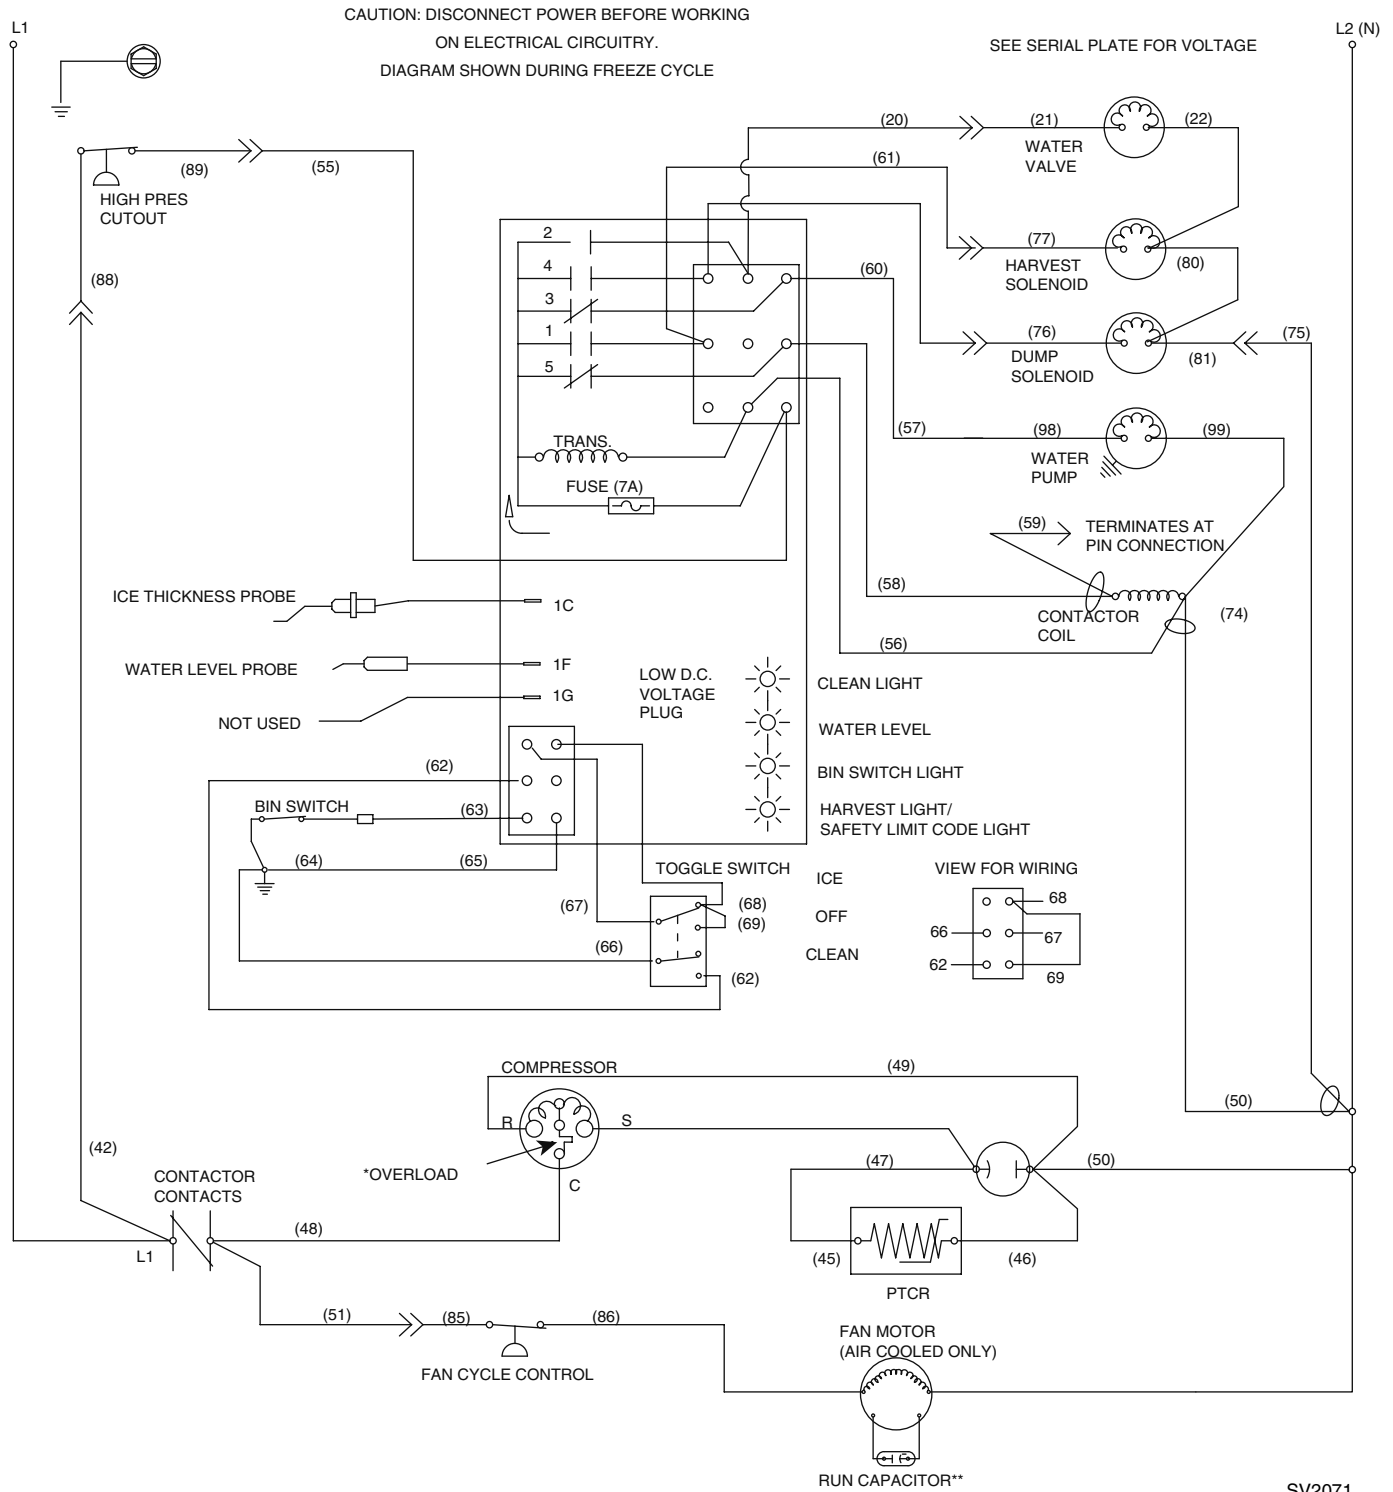 CAUTION: DISCONNECT POWER BEFORE WORKING
ON ELECTRICAL CIRCUITRY.
DIAGRAM SHOWN DURING FREEZE CYCLE
L1
L2 (N)
SEE SERIAL PLATE FOR VOLTAGE
(20)
(21)
(22)
WATER
VALVE
(61)
(89)
(55)
HIGH PRES
CUTOUT
(88)
2
4
3
1
5
(60)
(77)
(80)
HARVEST
SOLENOID
(76)
(81)
(75)
DUMP
SOLENOID
(57)
(98)
(99)
WATER
PUMP
TRANS.
FUSE (7A)
(59)
TERMINATES AT
PIN CONNECTION
(58)
(74)
CONTACTOR
COIL
(56)
ICE THICKNESS PROBE
1C
WATER LEVEL PROBE
1F
1G
NOT USED
LOW D.C.
VOLTAGE
PLUG
CLEAN LIGHT
WATER LEVEL
BIN SWITCH LIGHT
HARVEST LIGHT/
SAFETY LIMIT CODE LIGHT
(62)
BIN SWITCH
(63)
(64)
(65)
TOGGLE SWITCH
ICE
OFF
CLEAN
(67)
(68)
(69)
(66)
(62)
VIEW FOR WIRING
68
66
67
62
69
COMPRESSOR
(49)
R
S
(50)
(42)
*OVERLOAD
C
(47)
(50)
CONTACTOR
CONTACTS
(48)
L1
(45)
(46)
PTCR
(51)
(85)
(86)
FAN CYCLE CONTROL
FAN MOTOR
(AIR COOLED ONLY)
RUN CAPACITOR**
SV2071